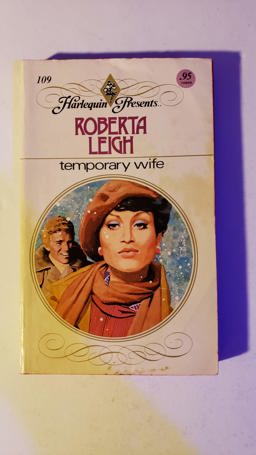 109
Harlequin Presents..
.95
ROBERTA
LEIGH
temporary wife